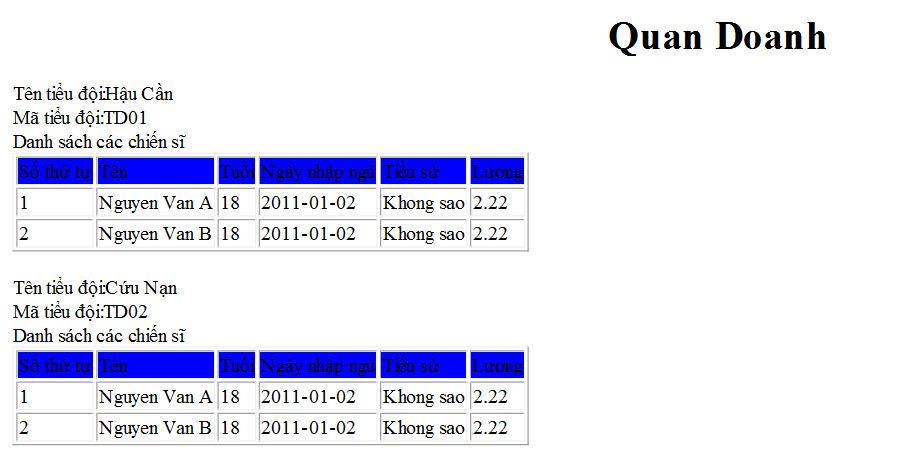 Quan Doanh
Tên tiểu đội:Hậu Cần
Mã tiểu đội:TD01
Danh sách các chiến sĩ
Số thứ tự Tên Tuổi Ngay nhập ngũ Tiểu sử Lương
1 Nguyen Van A 18 2011-01-02 Khong sao 2.22
2 Nguyen Van B 18 2011-01-02 Khong sao 2.22
Tên tiểu đội:Cứu Nạn
Mã tiểu đội:TD02
Danh sách các chiến sĩ
Số thứ tự Tên Tuổi Ngay nhập ngũ Tiểu sử Lương
1 Nguyen Van A 18 2011-01-02 Khong sao 2.22
2 Nguyen Van B 18 2011-01-02 Khong sao 2.22